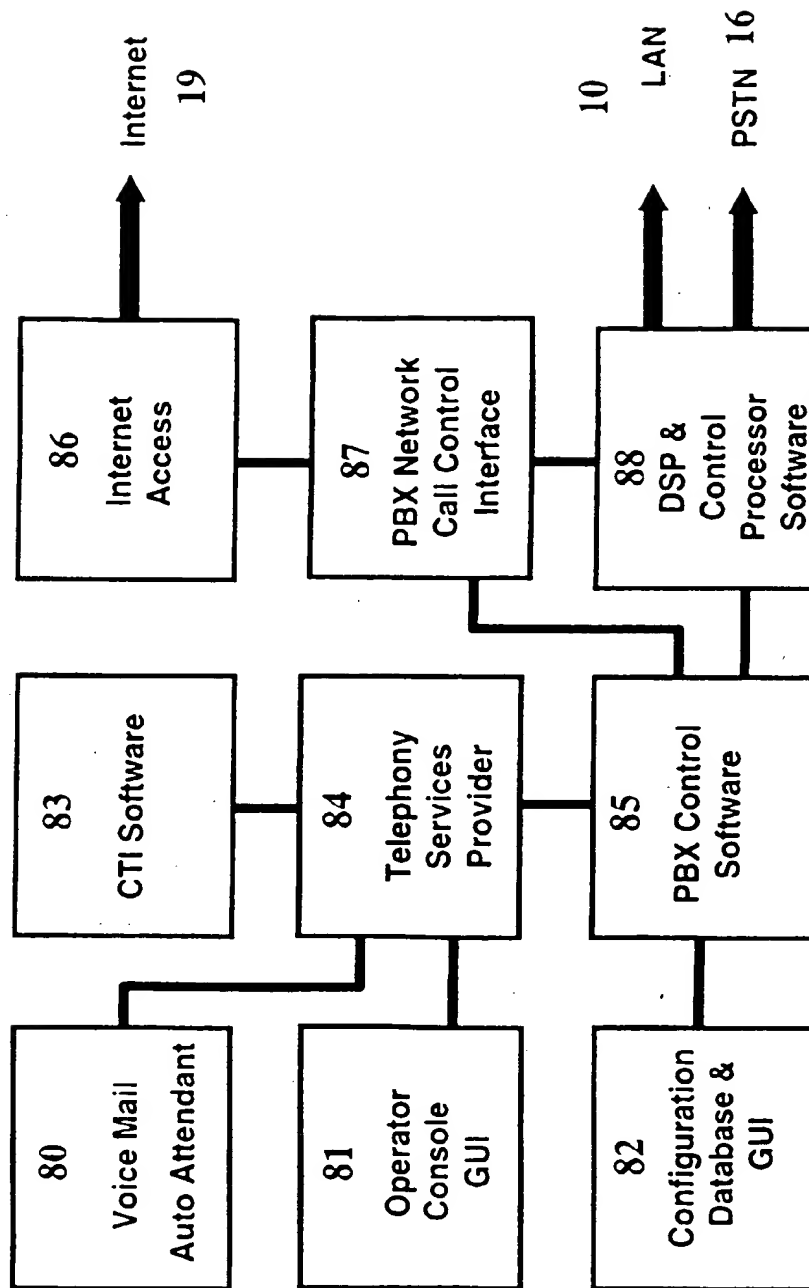 80
Voice Mail
Auto Attendant
83
CTI Software
86
Internet
Access
Internet
19
81
Operator
Console
GUI
84
Telephony
Services
Provider
87
PBX Network
Call Control
Interface
82
Configuration
Database &
GUI
85
PBX Control
Software
88
DSP &
Control
Processor
Software
10
LAN
PSTN 16